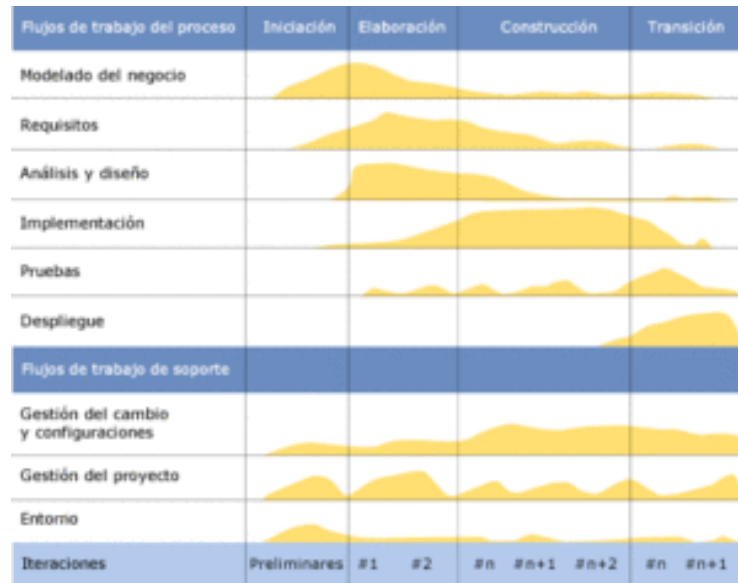 Flujos de trabajo del proceso Iniciación Elaboración Construcción Transición
Modelado del negocio
Requisitos
Análisis y diseño
Implementación
Pruebas
Despliegue
Flujos de trabajo de soporte
Gestión del cambio
y configuraciones
Gestión del proyecto
Entorno
Iteraciones Preliminares #1 #2 #n #n+1 #n+2 #n #n+1